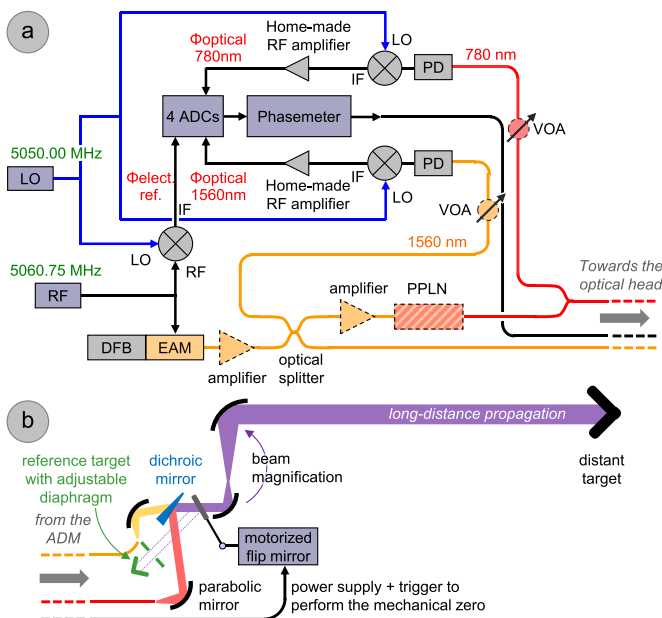 a
Home-made
RF amplifier
LO
Φoptical
780nm
IF
PD
780 nm
4 ADCs
Phasemeter
VOA
5050.00 MHz
LO
Φelect.
ref.
IF
Φoptical
1560nm
Home-made
RF amplifier
IF
PD
LO
VOA
1560 nm
LO
RF
5060.75 MHz
RF
Towards the
optical head
amplifier
PPLN
DFB
EAM
amplifier
optical
splitter
b
long-distance propagation
reference target
with adjustable
diaphragm
dichroic
mirror
beam
magnification
distant
target
from the
ADM
motorized
flip mirror
parabolic
mirror
power supply + trigger to
perform the mechanical zero